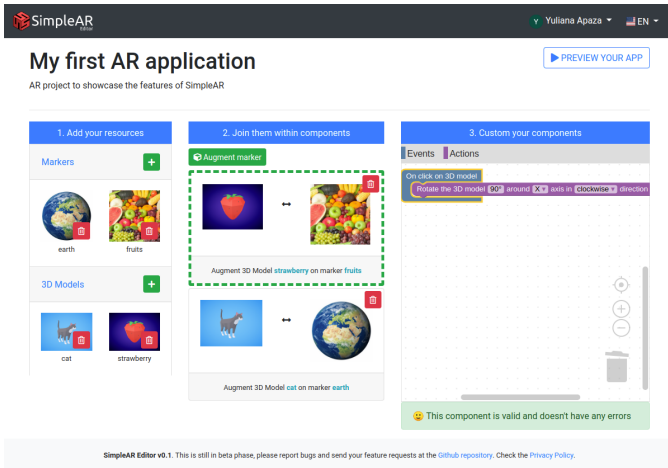 SimpleAR
Editor
Y Yuliana Apaza
EN
My first AR application
PREVIEW YOUR APP
AR project to showcase the features of SimpleAR
1. Add your resources
Markers
+
earth
fruits
3D Models
+
cat
strawberry
2. Join them within components
Augment marker
Augment 3D Model strawberry on marker fruits
Augment 3D Model cat on marker earth
3. Custom your components
Events
Actions
On click on 3D model
Rotate the 3D model 90° around X axis in clockwise direction
This component is valid and doesn't have any errors
SimpleAR Editor v0.1. This is still in beta phase, please report bugs and send your feature requests at the Github repository. Check the Privacy Policy.